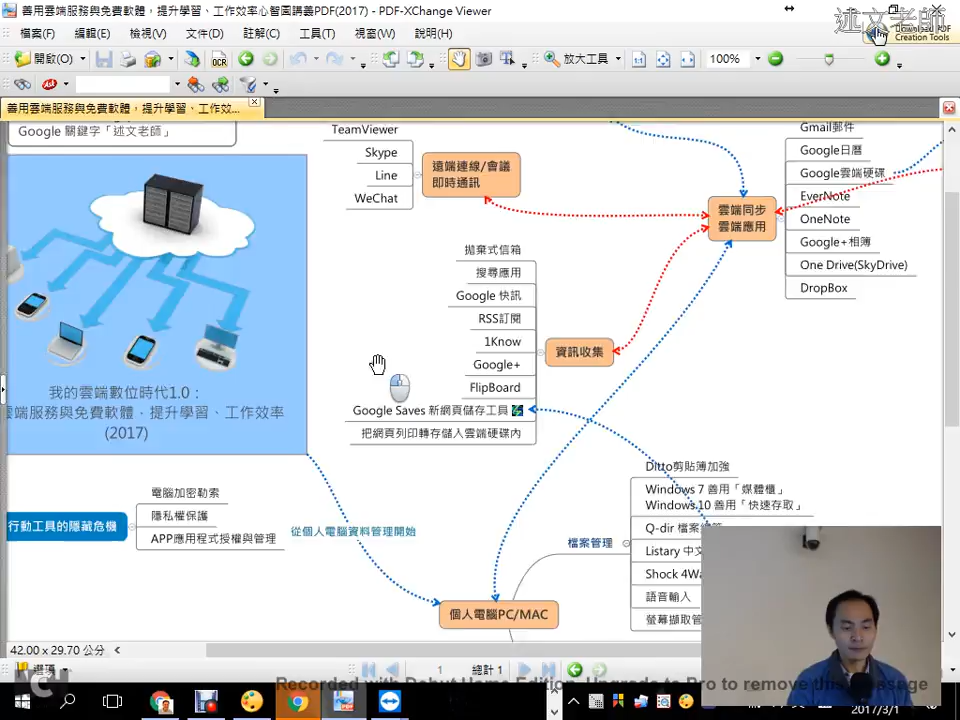 善用雲端服務與免費軟體，提升學習、工作效率心智圖講義PDF(2017) - PDF-XChange Viewer
述文老師
檔案(F) 編輯(E) 檢視(V) 文件(D) 註解(C) 工具(T) 視窗(W) 說明(H)
Download PDF
Creation Tools
開啟(O) OCR 放大工具 100%
善用雲端服務與免費軟體，提升學習、工作效...
Google 關鍵字「述文老師」
TeamViewer
Skype
Line
WeChat
遠端連線/會議
即時通訊
雲端同步
雲端應用
Gmail郵件
Google日曆
Google雲端硬碟
EverNote
OneNote
Google+相簿
One Drive(SkyDrive)
DropBox
拋棄式信箱
搜尋應用
Google 快訊
RSS訂閱
1Know
Google+
FlipBoard
Google Saves 新網頁儲存工具
把網頁列印轉存儲入雲端硬碟內
資訊收集
我的雲端數位時代1.0：
雲端服務與免費軟體，提升學習、工作效率
(2017)
行動工具的隱藏危機
電腦加密勒索
隱私權保護
APP應用程式授權與管理
從個人電腦資料管理開始
個人電腦PC/MAC
檔案管理
Ditto剪貼簿加強
Windows 7 善用「媒體櫃」
Windows 10 善用「快速存取」
Q-dir 檔案
Listary 中文
Shock 4Wa
語音輸入
螢幕擷取
42.00 x 29.70 公分
選項 1 總計 1
Recorded with Debut Home Edition. Upgrade to Pro to remove this message
2017/3/1